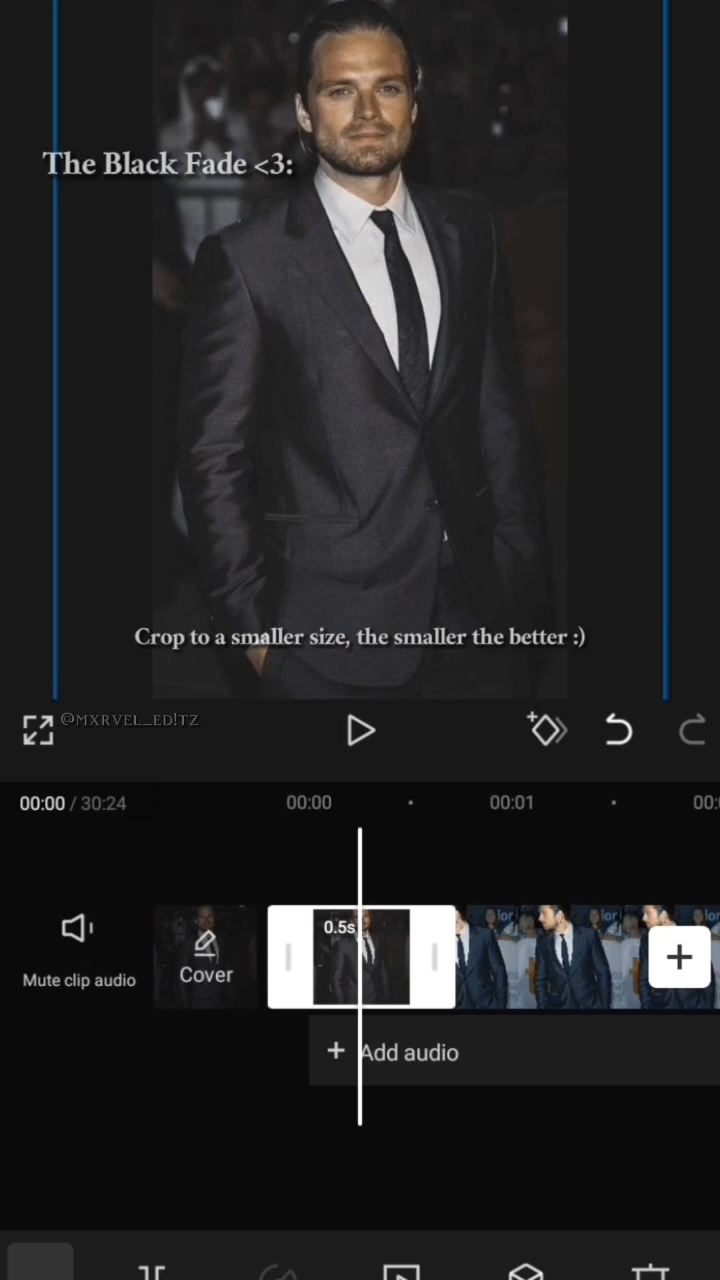 The Black Fade <3:
Crop to a smaller size, the smaller the better :)
@MXRVEL_ED!TZ
00:00 / 30:24
00:00
00:01
00:
0.5s
Mute clip audio
Cover
+ Add audio